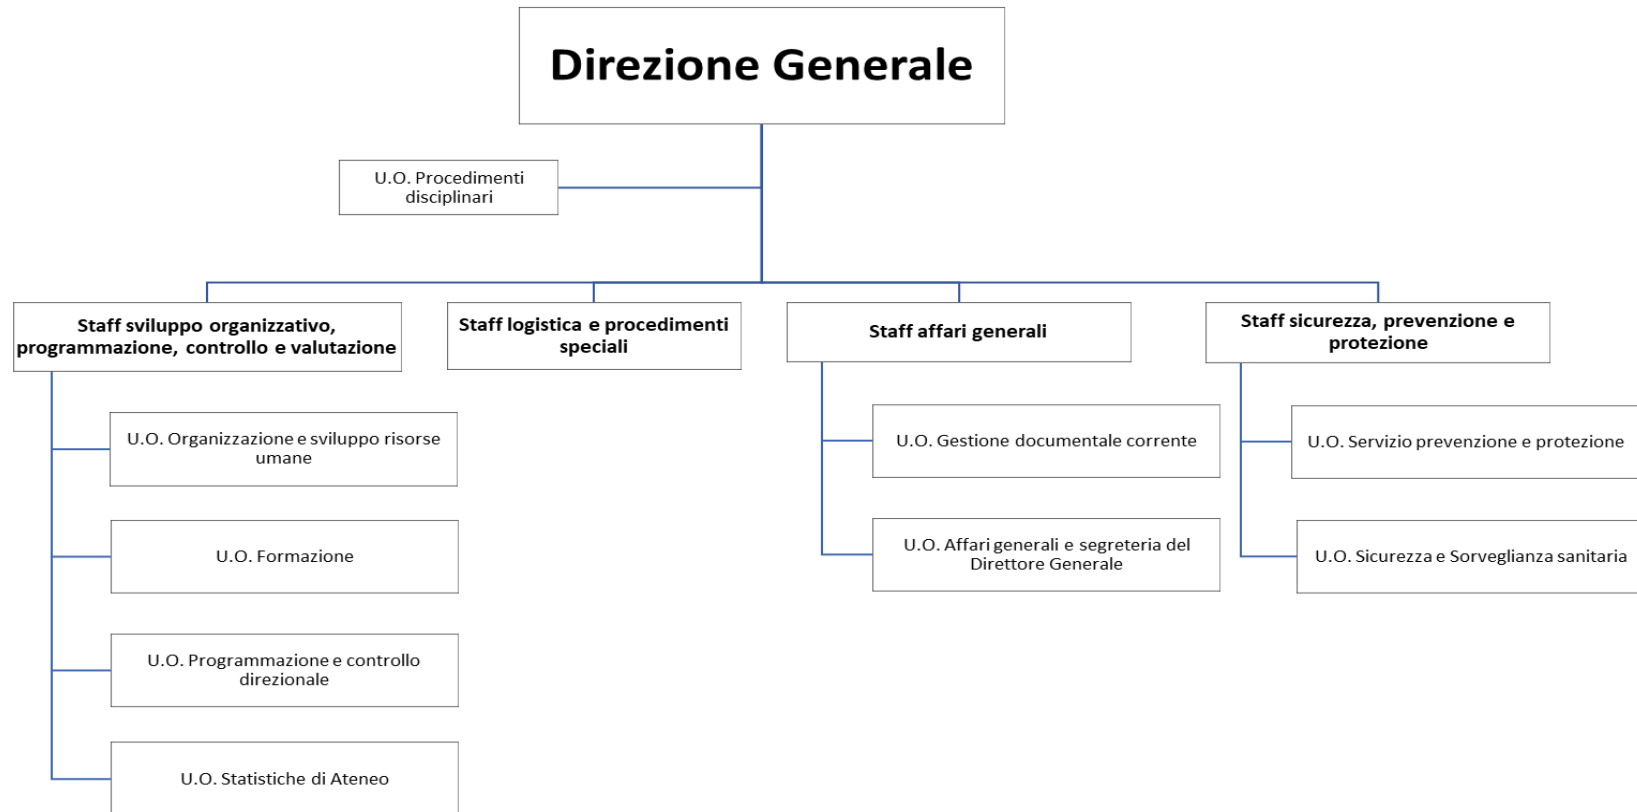 Direzione Generale
U.O. Procedimenti
disciplinari
Staff sviluppo organizzativo,
programmazione, controllo e valutazione
Staff logistica e procedimenti
speciali
Staff affari generali
Staff sicurezza, prevenzione e
protezione
U.O. Organizzazione e sviluppo risorse
umane
U.O. Formazione
U.O. Programmazione e controllo
direzionale
U.O. Statistiche di Ateneo
U.O. Gestione documentale corrente
U.O. Affari generali e segreteria del
Direttore Generale
U.O. Servizio prevenzione e protezione
U.O. Sicurezza e Sorveglianza sanitaria